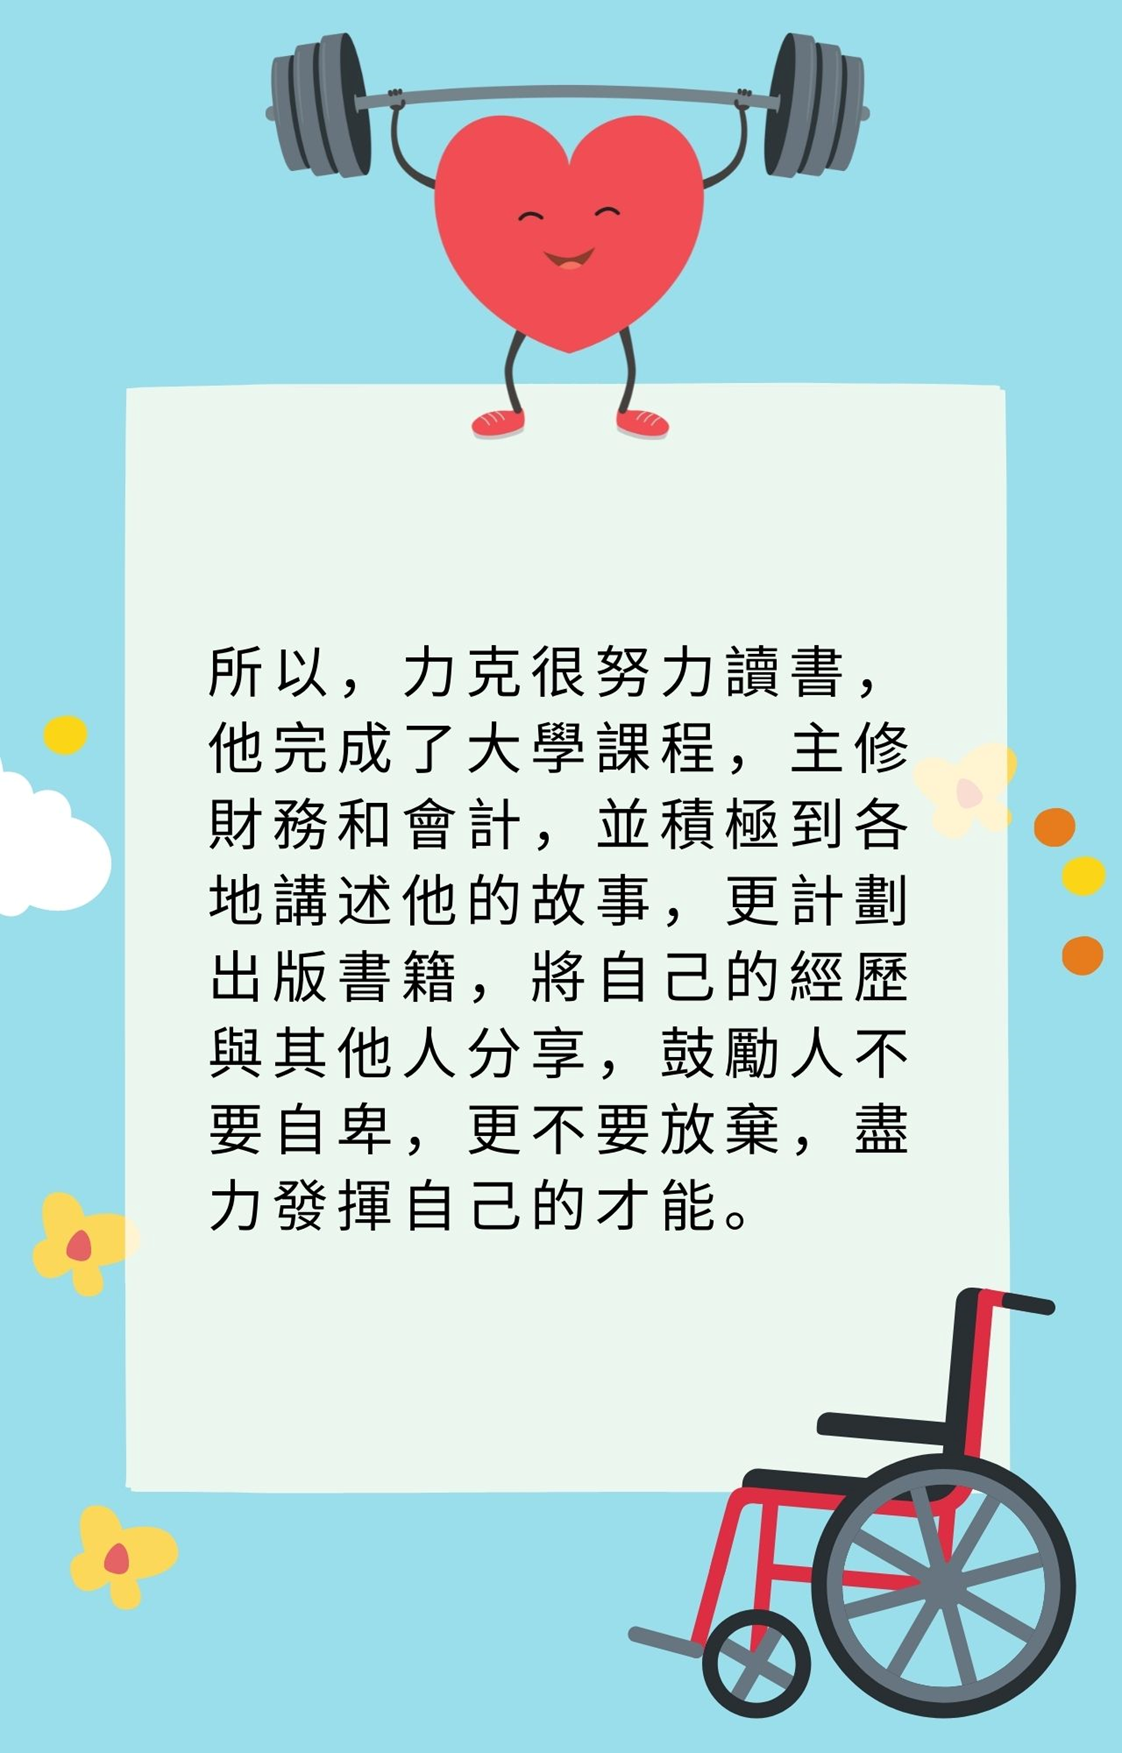 所以，力克很努力讀書，
他完成了大學課程，主修
財務和會計，並積極到各
地講述他的故事，更計劃
出版書籍，將自己的經歷
與其他人分享，鼓勵人不
要自卑，更不要放棄，盡
力發揮自己的才能。